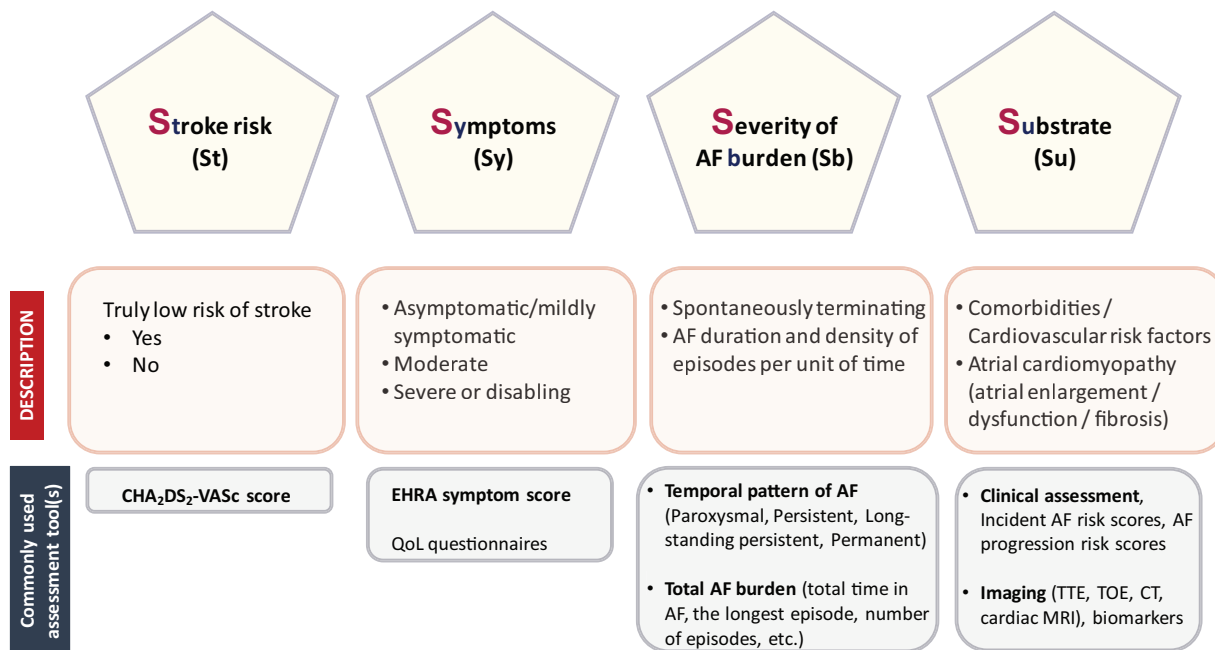 Stroke risk
(St)
Symptoms
(Sy)
Severity of
AF burden (Sb)
Substrate
(Su)
DESCRIPTION
Truly low risk of stroke
• Yes
• No
• Asymptomatic/mildly
symptomatic
• Moderate
• Severe or disabling
• Spontaneously terminating
• AF duration and density of
episodes per unit of time
• Comorbidities /
Cardiovascular risk factors
• Atrial cardiomyopathy
(atrial enlargement /
dysfunction / fibrosis)
Commonly used
assessment tool(s)
CHA₂DS₂-VASc score
EHRA symptom score
QoL questionnaires
• Temporal pattern of AF
(Paroxysmal, Persistent, Long-
standing persistent, Permanent)
• Total AF burden (total time in
AF, the longest episode, number
of episodes, etc.)
• Clinical assessment,
Incident AF risk scores, AF
progression risk scores
• Imaging (TTE, TOE, CT,
cardiac MRI), biomarkers